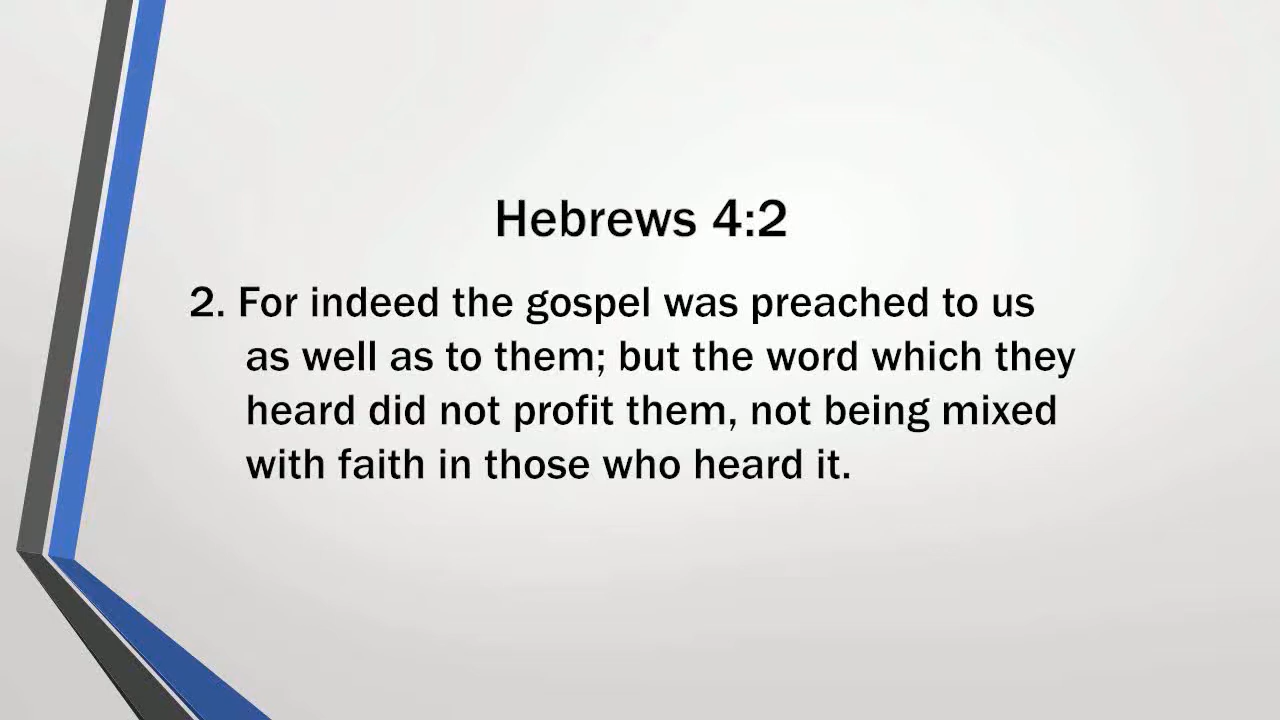 Hebrews 4:2
2. For indeed the gospel was preached to us
as well as to them; but the word which they
heard did not profit them, not being mixed
with faith in those who heard it.